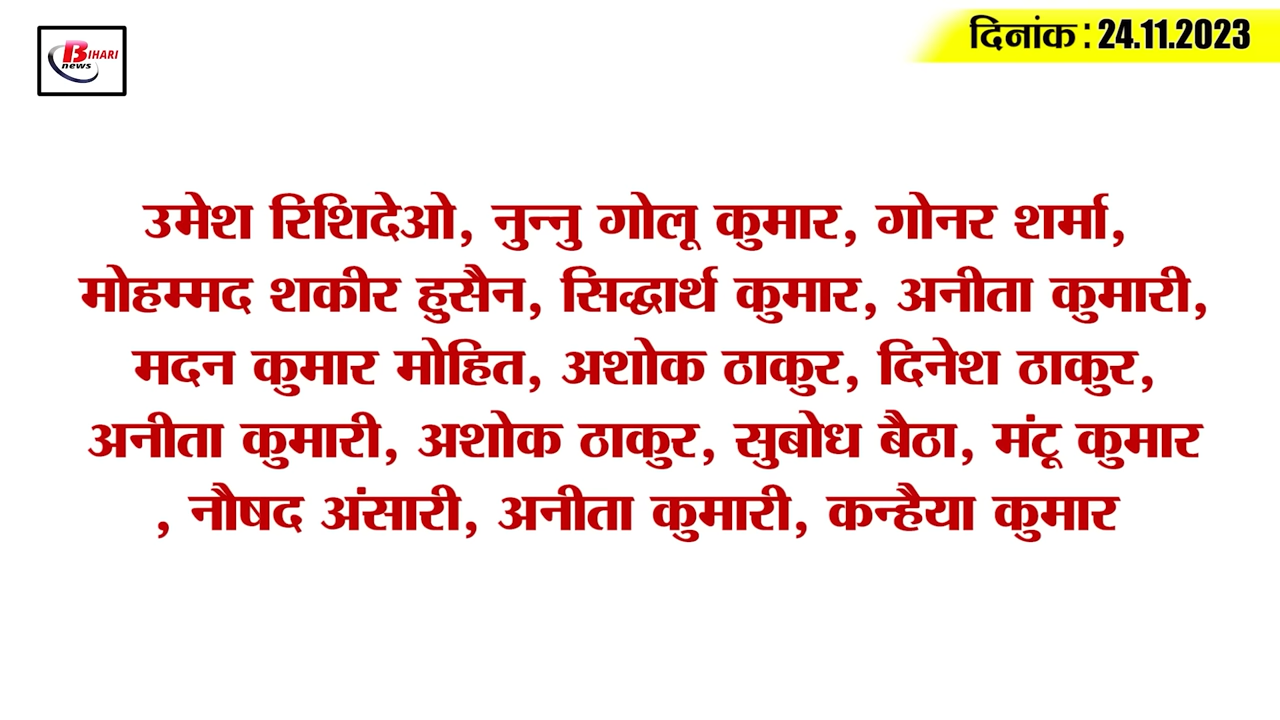 BIHARI
news
दिनांक : 24.11.2023
उमेश रिशिदेओ, नुन्नु गोलू कुमार, गोनर शर्मा,
मोहम्मद शकीर हुसैन, सिद्धार्थ कुमार, अनीता कुमारी,
मदन कुमार मोहित, अशोक ठाकुर, दिनेश ठाकुर,
अनीता कुमारी, अशोक ठाकुर, सुबोध बैठा, मंटू कुमार
, नौषद अंसारी, अनीता कुमारी, कन्हैया कुमार